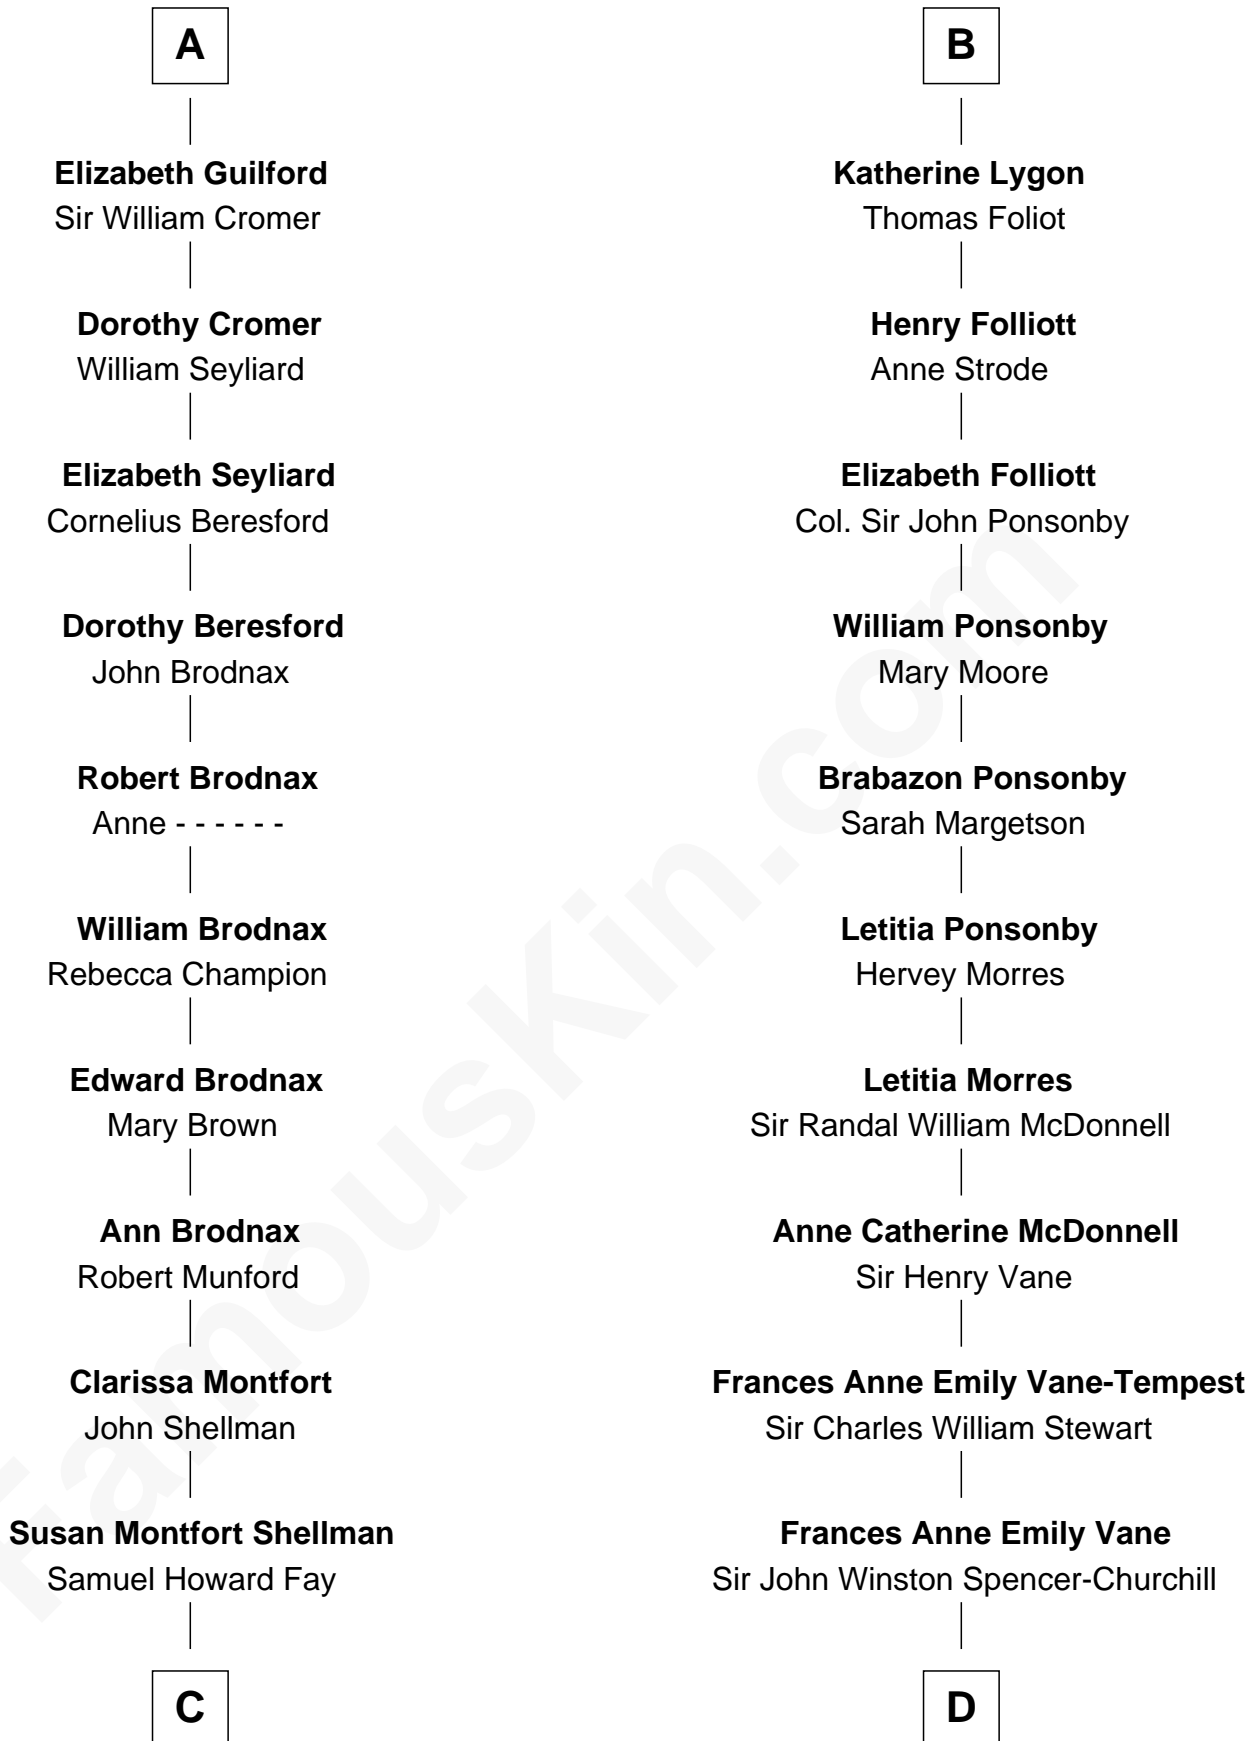 A
Elizabeth Guilford
Sir William Cromer
Dorothy Cromer
William Seyliard
Elizabeth Seyliard
Cornelius Beresford
Dorothy Beresford
John Brodnax
Robert Brodnax
Anne - - - - - -
William Brodnax
Rebecca Champion
Edward Brodnax
Mary Brown
Ann Brodnax
Robert Munford
Clarissa Montfort
John Shellman
Susan Montfort Shellman
Samuel Howard Fay
C
B
Katherine Lygon
Thomas Foliot
Henry Folliott
Anne Strode
Elizabeth Folliott
Col. Sir John Ponsonby
William Ponsonby
Mary Moore
Brabazon Ponsonby
Sarah Margetson
Letitia Ponsonby
Hervey Morres
Letitia Morres
Sir Randal William McDonnell
Anne Catherine McDonnell
Sir Henry Vane
Frances Anne Emily Vane-Tempest
Sir Charles William Stewart
Frances Anne Emily Vane
Sir John Winston Spencer-Churchill
D
FamousKin.com